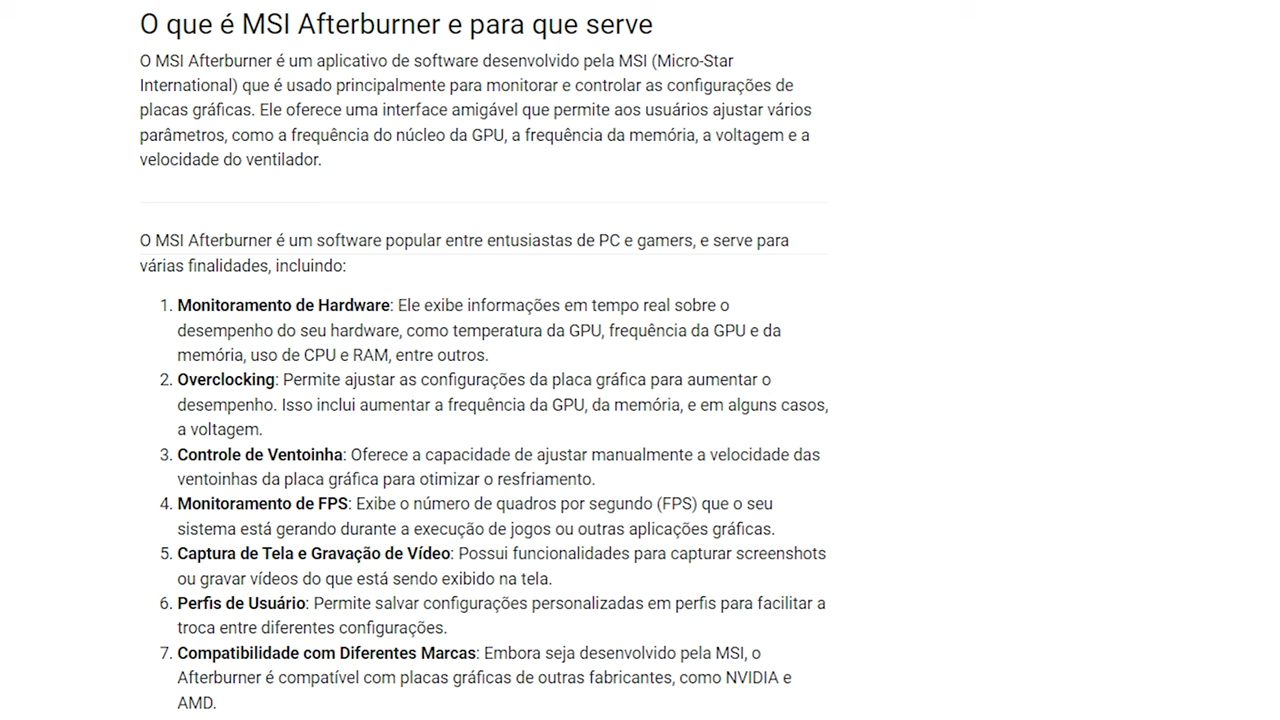 O que é MSI Afterburner e para que serve
O MSI Afterburner é um aplicativo de software desenvolvido pela MSI (Micro-Star
International) que é usado principalmente para monitorar e controlar as configurações de
placas gráficas. Ele oferece uma interface amigável que permite aos usuários ajustar vários
parâmetros, como a frequência do núcleo da GPU, a frequência da memória, a voltagem e a
velocidade do ventilador.
O MSI Afterburner é um software popular entre entusiastas de PC e gamers, e serve para
várias finalidades, incluindo:
1. Monitoramento de Hardware: Ele exibe informações em tempo real sobre o
desempenho do seu hardware, como temperatura da GPU, frequência da GPU e da
memória, uso de CPU e RAM, entre outros.
2. Overclocking: Permite ajustar as configurações da placa gráfica para aumentar o
desempenho. Isso inclui aumentar a frequência da GPU, da memória, e em alguns casos,
a voltagem.
3. Controle de Ventoinha: Oferece a capacidade de ajustar manualmente a velocidade das
ventoinhas da placa gráfica para otimizar o resfriamento.
4. Monitoramento de FPS: Exibe o número de quadros por segundo (FPS) que o seu
sistema está gerando durante a execução de jogos ou outras aplicações gráficas.
5. Captura de Tela e Gravação de Vídeo: Possui funcionalidades para capturar screenshots
ou gravar vídeos do que está sendo exibido na tela.
6. Perfis de Usuário: Permite salvar configurações personalizadas em perfis para facilitar a
troca entre diferentes configurações.
7. Compatibilidade com Diferentes Marcas: Embora seja desenvolvido pela MSI, o
Afterburner é compatível com placas gráficas de outras fabricantes, como NVIDIA e
AMD.